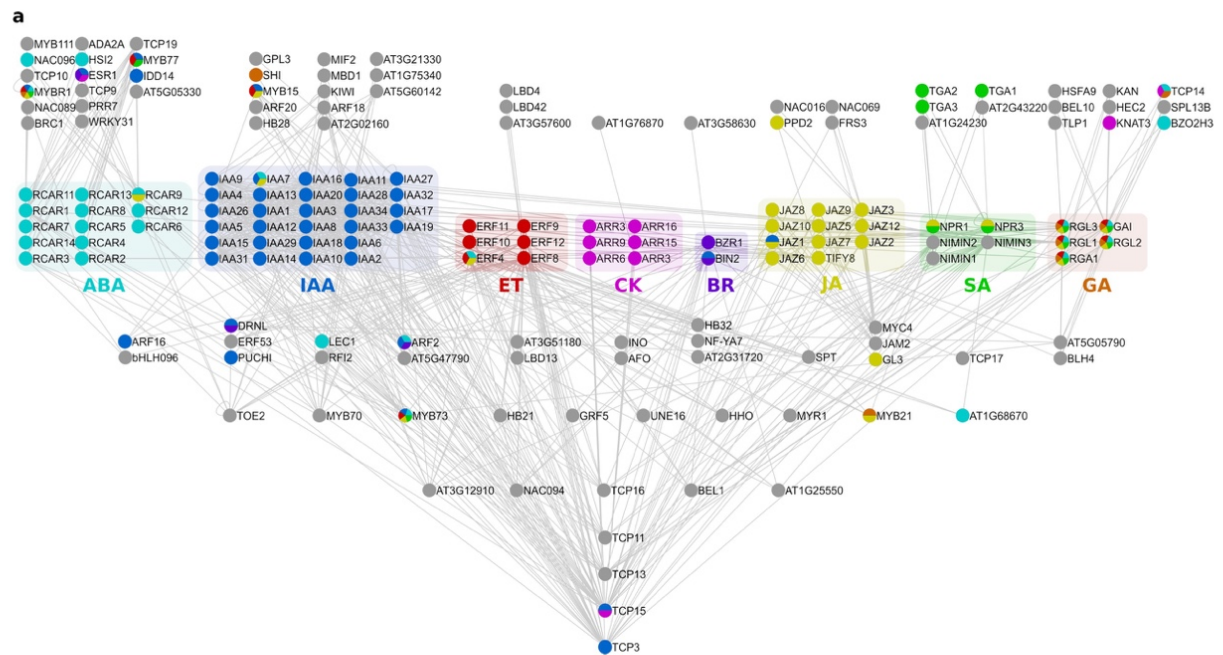 a
MYB111 ADA2A TCP19
NAC096 HSI2 MYB77
TCP10 ESR1 IDD14
MYBR1 TCP9 AT5G05330
NAC089 PRR7
BRC1 WRKY31
GPL3 MIF2 AT3G21330
SHI MBD1 AT1G75340
MYB15 KIWI AT5G60142
ARF20 ARF18
HB28 AT2G02160
LBD4
LBD42
AT3G57600 AT1G76870 AT3G58630
NAC016 NAC069
PPD2 FRS3
TGA2 TGA1
TGA3 AT2G43220
AT1G24230
HSFA9 KAN TCP14
BEL10 HEC2 SPL13B
TLP1 KNAT3 BZO2H3
RCAR11 RCAR13 RCAR9
RCAR1 RCAR8 RCAR12
RCAR7 RCAR5 RCAR6
RCAR14 RCAR4
RCAR3 RCAR2
IAA9 IAA7 IAA16 IAA11 IAA27
IAA4 IAA13 IAA20 IAA28 IAA32
IAA26 IAA1 IAA3 IAA34 IAA17
IAA5 IAA12 IAA8 IAA33 IAA19
IAA15 IAA29 IAA18 IAA6
IAA31 IAA14 IAA10 IAA2
ERF11 ERF9
ERF10 ERF12
ERF4 ERF8
ARR3 ARR16
ARR9 ARR15
ARR6 ARR3
BZR1
BIN2
JAZ8 JAZ9 JAZ3
JAZ10 JAZ5 JAZ12
JAZ1 JAZ7 JAZ2
JAZ6 TIFY8
NPR1 NPR3
NIMIN2 NIMIN3
NIMIN1
RGL3 GAI
RGL1 RGL2
RGA1
ABA IAA ET CK BR JA SA GA
ARF16
bHLH096
DRNL
ERF53
PUCHI
LEC1
RFI2
ARF2
AT5G47790
AT3G51180
LBD13
INO
AFO
HB32
NF-YA7
AT2G31720
SPT
MYC4
JAM2
GL3
TCP17
AT5G05790
BLH4
TOE2 MYB70 MYB73 HB21 GRF5 UNE16 HHO MYR1 MYB21 AT1G68670
AT3G12910 NAC094 TCP16 BEL1 AT1G25550
TCP11
TCP13
TCP15
TCP3